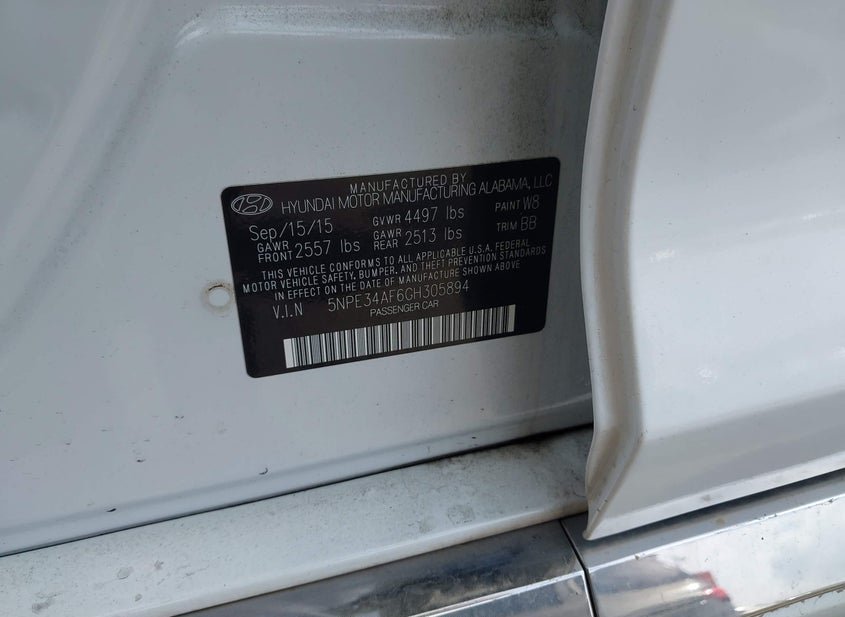 MANUFACTURED BY
HYUNDAI MOTOR MANUFACTURING ALABAMA, LLC
Sep/15/15 GVWR 4497 lbs PAINT W8
GAWR FRONT 2557 lbs GAWR REAR 2513 lbs TRIM BB
THIS VEHICLE CONFORMS TO ALL APPLICABLE U.S.A. FEDERAL
MOTOR VEHICLE SAFETY, BUMPER, AND THEFT PREVENTION STANDARDS
IN EFFECT ON THE DATE OF MANUFACTURE SHOWN ABOVE
V.I.N 5NPE34AF6GH305894
PASSENGER CAR